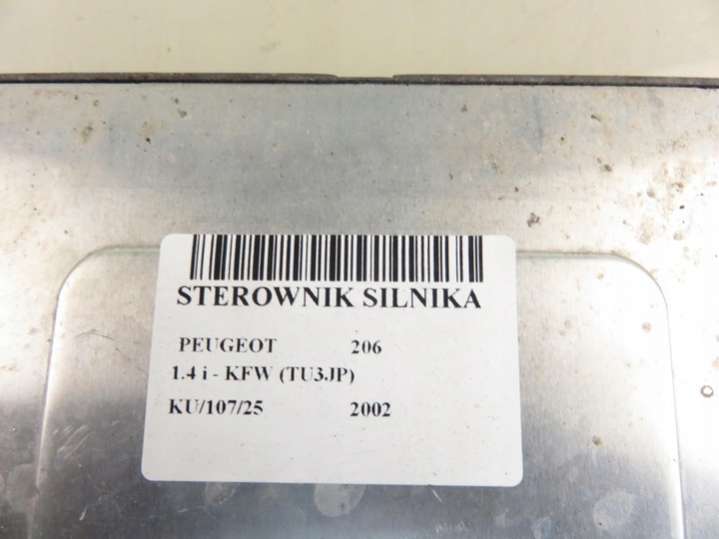 STEROWNIK SILNIKA
PEUGEOT 206
1.4 i - KFW (TU3JP)
KU/107/25 2002